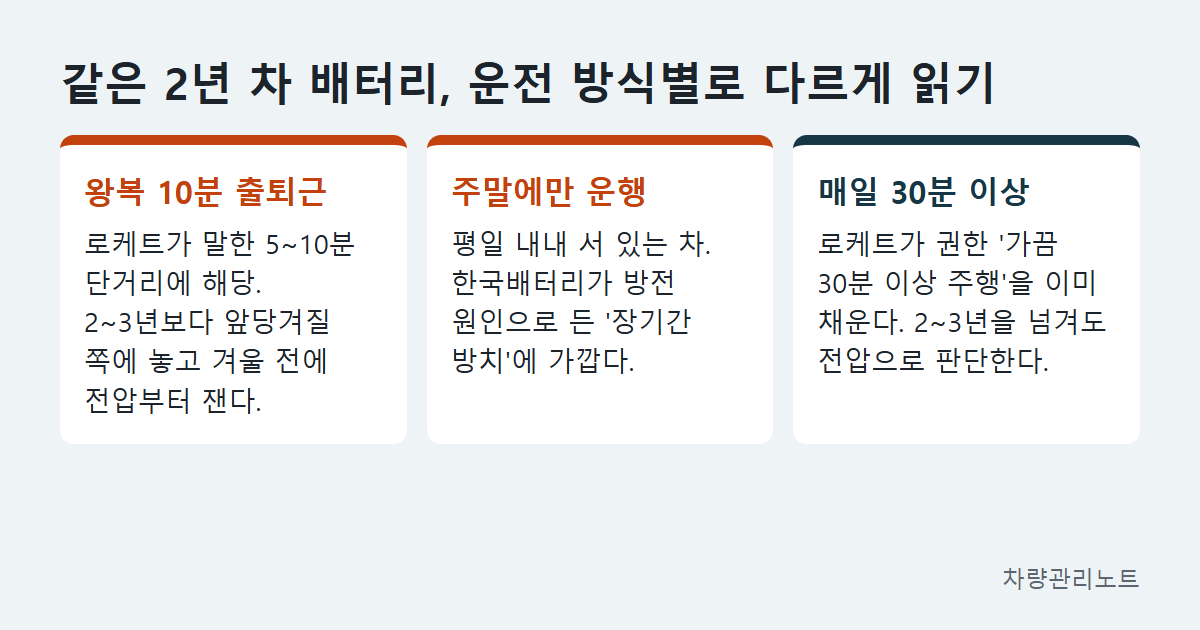 같은 2년 차 배터리, 운전 방식별로 다르게 읽기
왕복 10분 출퇴근
로케트가 말한 5~10분
단거리에 해당.
2~3년보다 앞당겨질
쪽에 놓고 겨울 전에
전압부터 잰다.
주말에만 운행
평일 내내 서 있는 차.
한국배터리가 방전
원인으로 든 '장기간
방치'에 가깝다.
매일 30분 이상
로케트가 권한 '가끔
30분 이상 주행'을 이미
채운다. 2~3년을 넘겨도
전압으로 판단한다.
차량관리노트